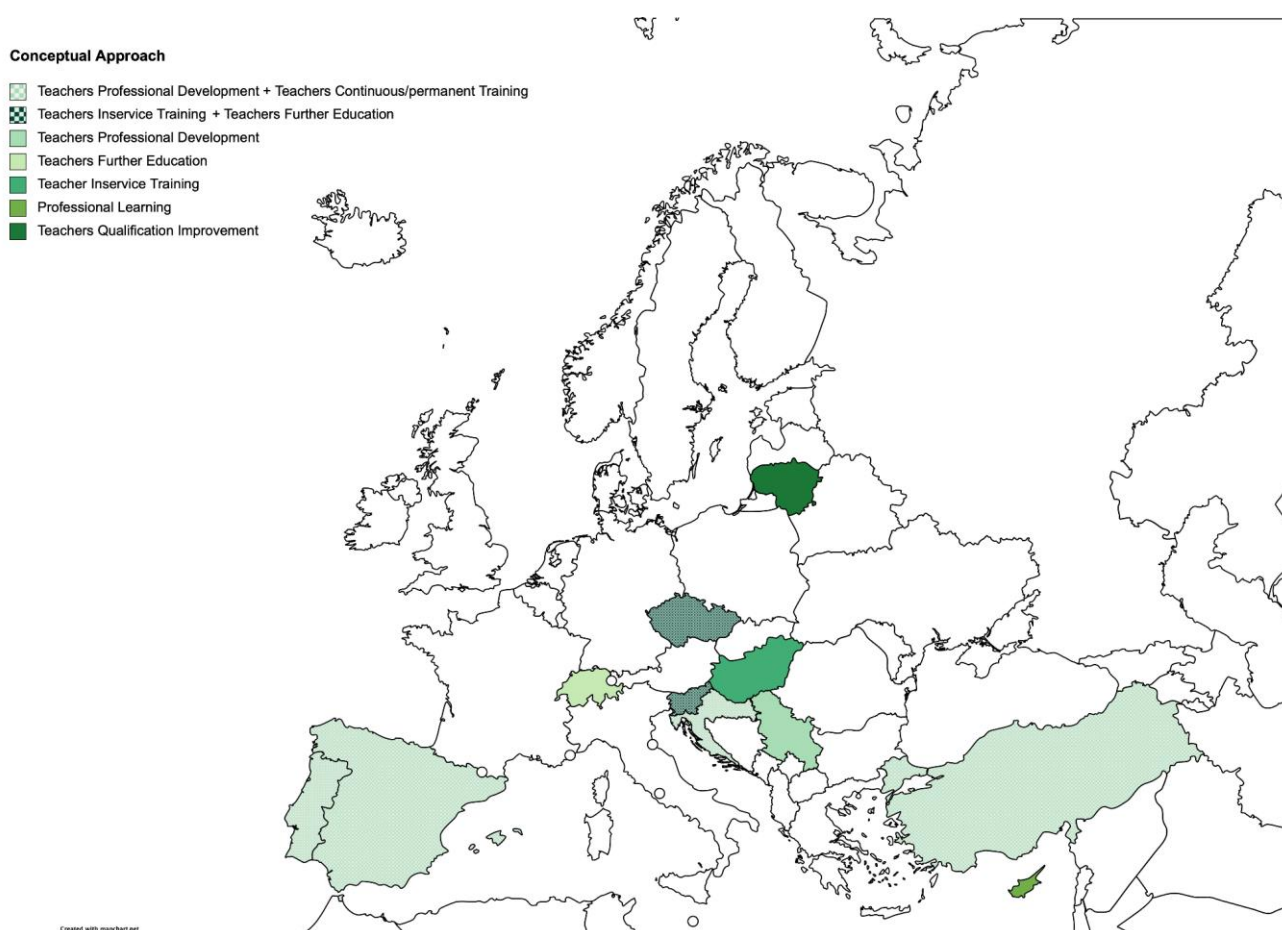 Conceptual Approach
Teachers Professional Development + Teachers Continuous/permanent Training
Teachers Inservice Training + Teachers Further Education
Teachers Professional Development
Teachers Further Education
Teacher Inservice Training
Professional Learning
Teachers Qualification Improvement
Created with mapchart.net